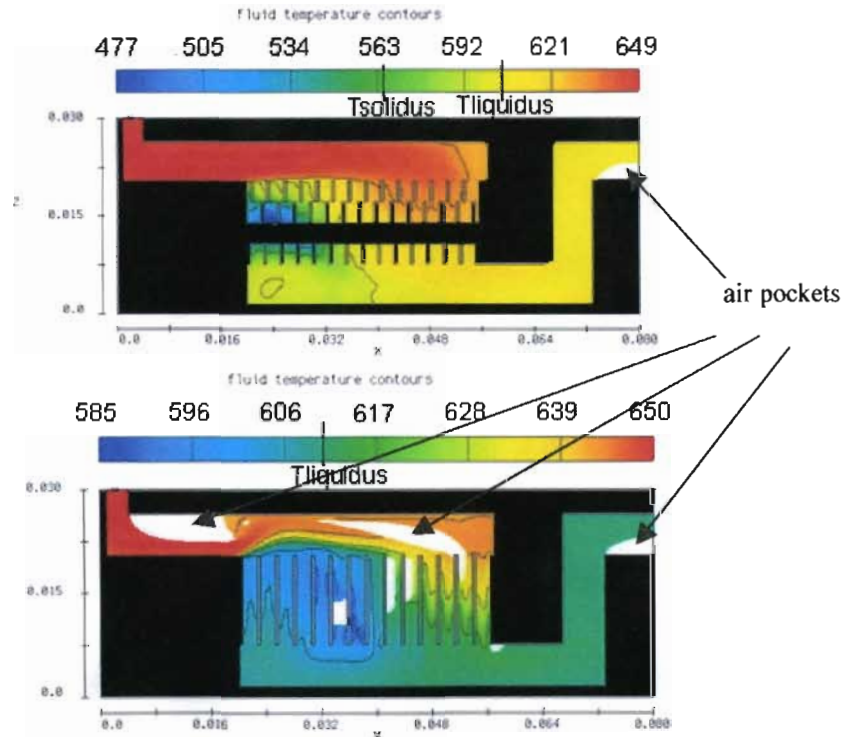 fluid temperature contours
477 505 534 563 592 621 649
Tsolidus Tliquidus
0.030
z
0.015
0.0
0.0 0.016 0.032 0.048 0.064 0.080
x
air pockets
fluid temperature contours
585 596 606 617 628 639 650
Tliquidus
0.030
0.015
0.0
0.0 0.016 0.032 0.048 0.064 0.080
x